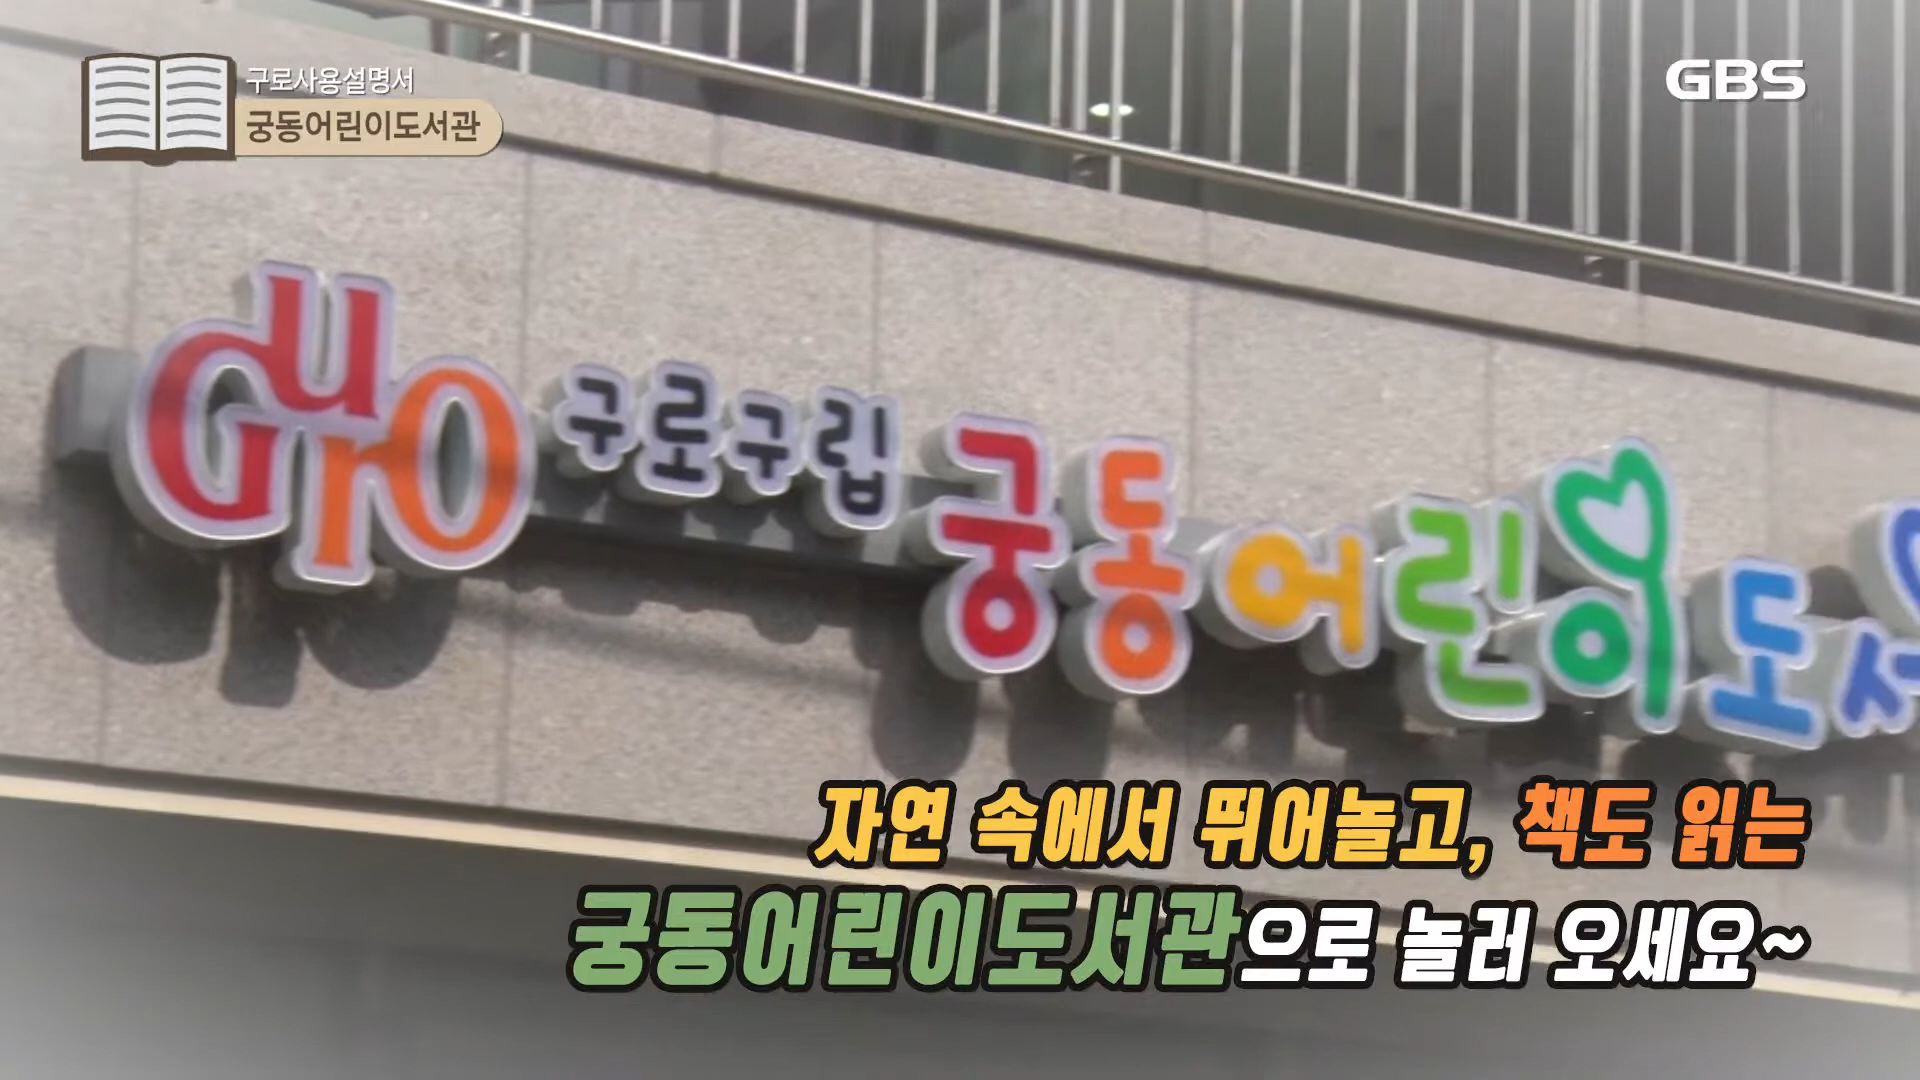 구로사용설명서
궁동어린이도서관
GBS
Guro 구로구립 궁동어린이도
자연 속에서 뛰어놀고, 책도 읽는
궁동어린이도서관으로 놀러 오세요~